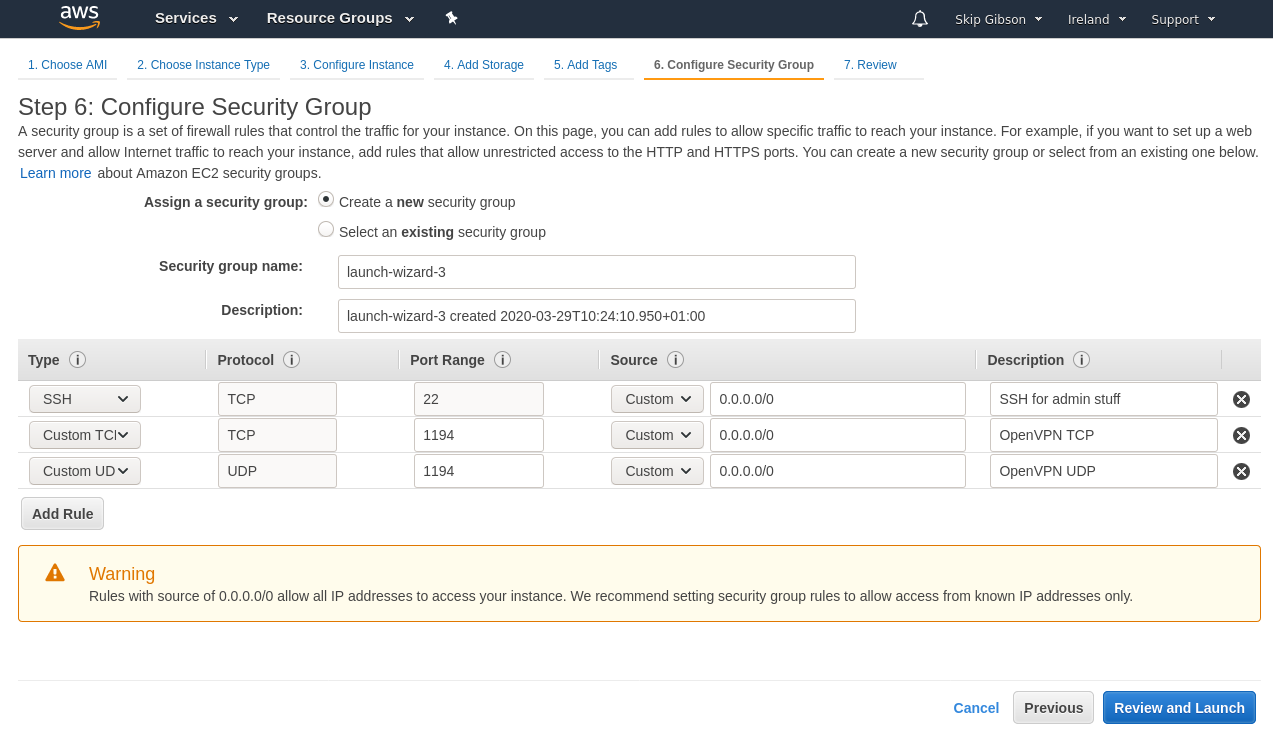 aws Services Resource Groups Skip Gibson Ireland Support
1. Choose AMI 2. Choose Instance Type 3. Configure Instance 4. Add Storage 5. Add Tags 6. Configure Security Group 7. Review
Step 6: Configure Security Group
A security group is a set of firewall rules that control the traffic for your instance. On this page, you can add rules to allow specific traffic to reach your instance. For example, if you want to set up a web
server and allow Internet traffic to reach your instance, add rules that allow unrestricted access to the HTTP and HTTPS ports. You can create a new security group or select from an existing one below.
Learn more about Amazon EC2 security groups.
Assign a security group: Create a new security group
Select an existing security group
Security group name: launch-wizard-3
Description: launch-wizard-3 created 2020-03-29T10:24:10.950+01:00
Type i Protocol i Port Range i Source i Description i
SSH TCP 22 Custom 0.0.0.0/0 SSH for admin stuff
Custom TCP TCP 1194 Custom 0.0.0.0/0 OpenVPN TCP
Custom UD UDP 1194 Custom 0.0.0.0/0 OpenVPN UDP
Add Rule
Warning
Rules with source of 0.0.0.0/0 allow all IP addresses to access your instance. We recommend setting security group rules to allow access from known IP addresses only.
Cancel Previous Review and Launch